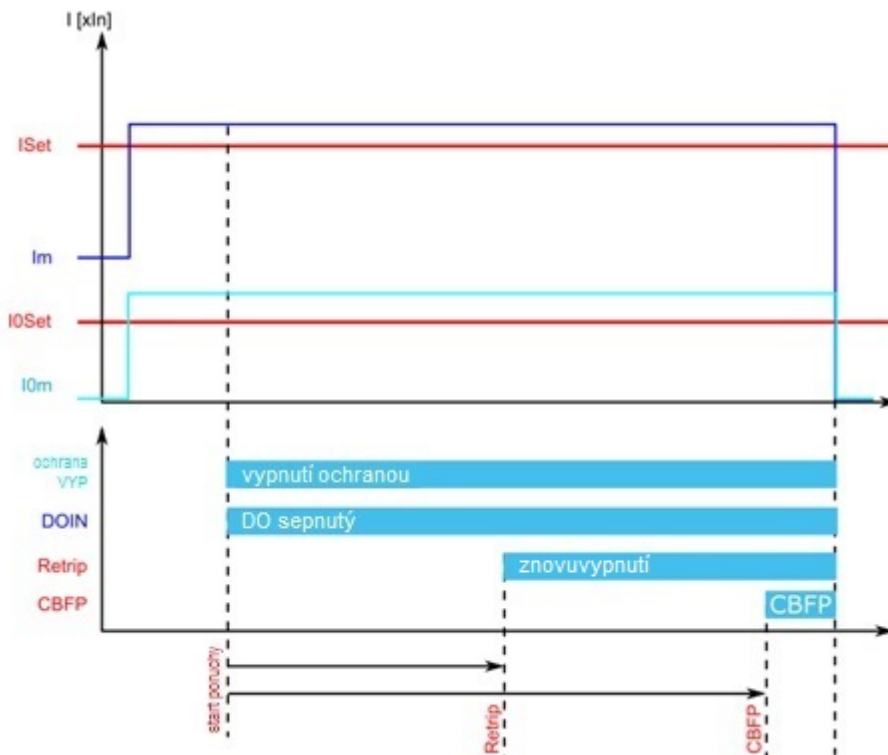 I [xIn]
ISet
Im
I0Set
I0m
ochrana
VYP
vypnutí ochranou
DOIN
DO sepnutý
Retrip
znovuvypnutí
CBFP
CBFP
start poruchy
Retrip
CBFP